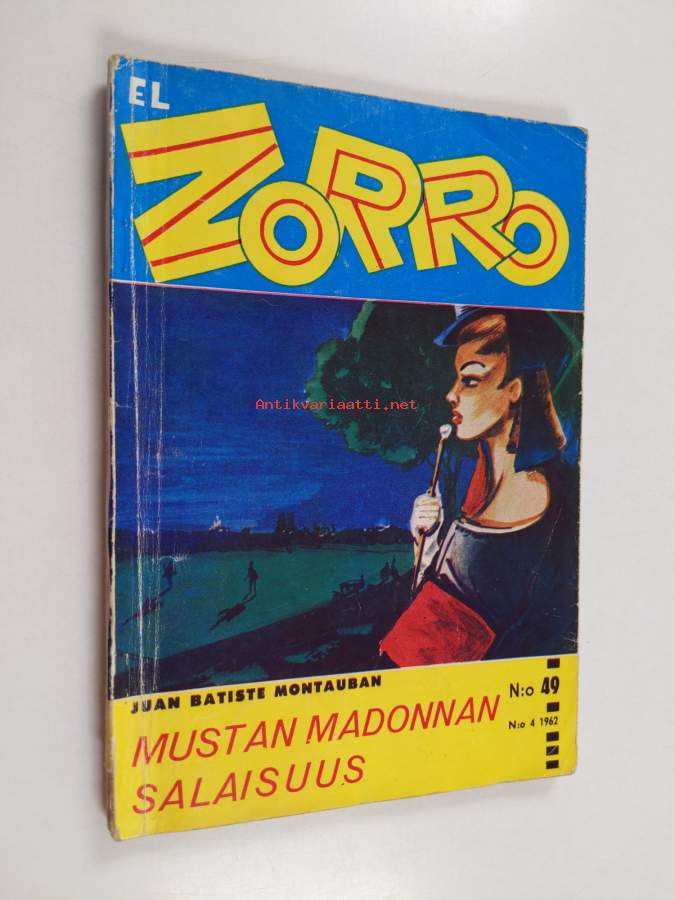 EL
ZORRO
Antikvariaatti.net
JUAN BATISTE MONTAUBAN
MUSTAN MADONNAN
SALAISUUS
N:o 49
N:o 4 1962